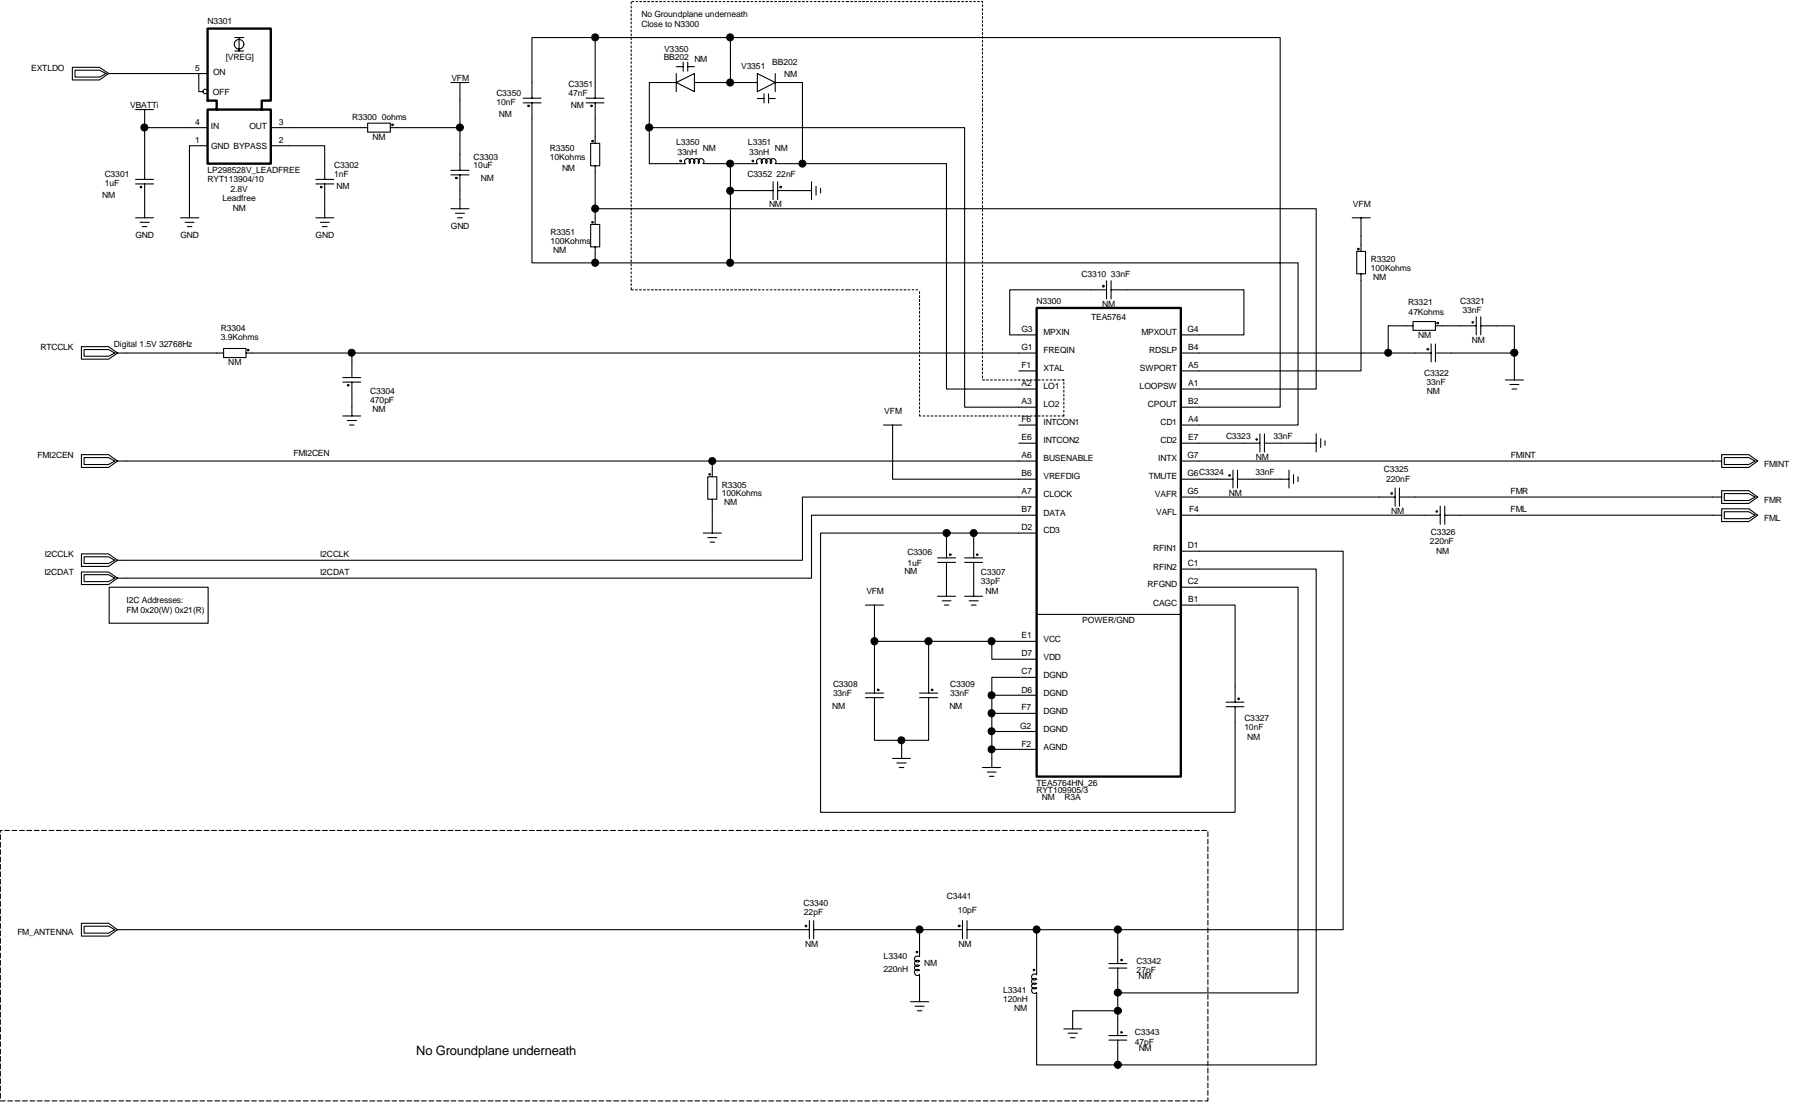 N3301
[VREG]
EXTLDO
5
ON
OFF
VBATTi
4
IN
OUT
3
1
GND
BYPASS
2
LP298528V_LEADFREE
RYT113904/10
2.8V
Leadfree
NM
C3301
1uF
NM
GND
GND
C3302
1nF
NM
GND
R3300 0ohms
NM
VFM
C3303
10uF
NM
GND
No Groundplane underneath
Close to N3300
C3350
10nF
NM
C3351
47nF
NM
R3350
10Kohms
NM
R3351
100Kohms
NM
V3350
BB202
NM
V3351
BB202
NM
L3350
33nH
NM
L3351
33nH
NM
C3352 22nF
NM
VFM
R3320
100Kohms
NM
C3310 33nF
NM
R3321
47Kohms
NM
C3321
33nF
NM
C3322
33nF
NM
RTCCLK
Digital 1.5V 32768Hz
R3304
3.9Kohms
NM
C3304
470pF
NM
N3300
TEA5764
G3 MPXIN
G1 FREQIN
F1 XTAL
A2 LO1
A3 LO2
F6 INTCON1
E6 INTCON2
A6 BUSENABLE
B6 VREFDIG
A7 CLOCK
B7 DATA
D2 CD3
MPXOUT G4
RDSLP B4
SWPORT A5
LOOPSW A1
CPOUT B2
CD1 A4
CD2 E7
INTX G7
TMUTE G6
VAFR G5
VAFL F4
RFIN1 D1
RFIN2 C1
RFGND C2
CAGC B1
POWER/GND
E1 VCC
D7 VDD
C7 DGND
D6 DGND
F7 DGND
G2 DGND
F2 AGND
TEA5764HN_26
RYT109905/3
NM R3A
VFM
FMI2CEN
FMI2CEN
R3305
100Kohms
NM
I2CCLK
I2CCLK
I2CDAT
I2CDAT
I2C Addresses:
FM 0x20(W) 0x21(R)
C3306
1uF
NM
C3307
33pF
NM
VFM
C3308
33nF
NM
C3309
33nF
NM
C3323 33nF
NM
C3324 33nF
NM
C3325
220nF
NM
C3326
220nF
NM
FMINT
FMINT
FMR
FMR
FML
FML
C3327
10nF
NM
FM_ANTENNA
C3340
22pF
NM
L3340
220nH
NM
C3441
10pF
NM
L3341
120nH
NM
C3342
27pF
NM
C3343
47pF
NM
No Groundplane underneath